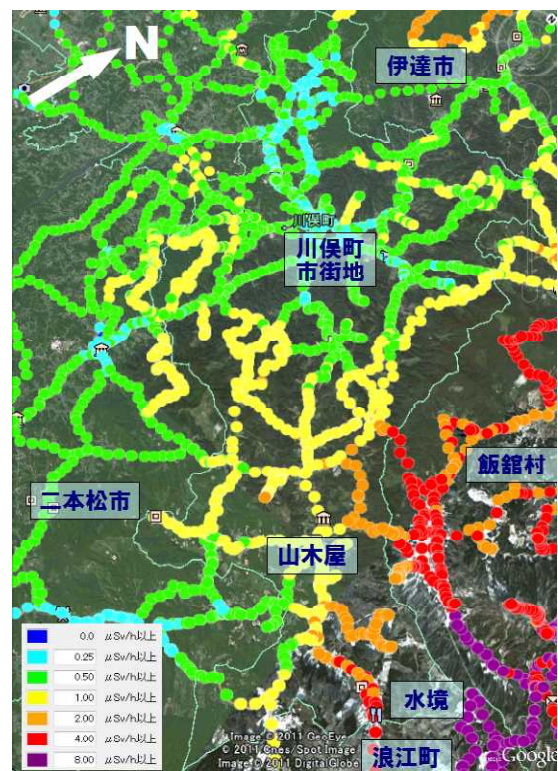 N
伊達市
川俣町
川俣町
市街地
飯舘村
二本松市
山木屋
水境
浪江町
0.0 μSv/h以上
0.25 μSv/h以上
0.50 μSv/h以上
1.00 μSv/h以上
2.00 μSv/h以上
4.00 μSv/h以上
8.00 μSv/h以上
Image © 2011 GeoEye
© 2011 Cnes/Spot Image
Image © 2011 DigitalGlobe
Google